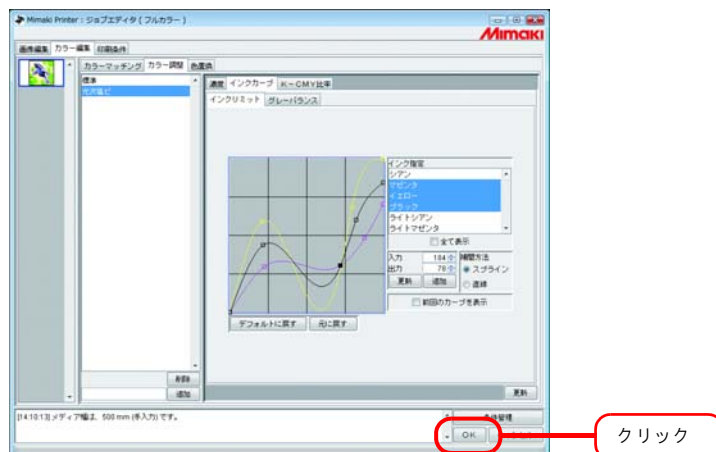 Mimaki Printer : ジョブエディタ ( フルカラー )
Mimaki
画像編集 カラー編集 印刷条件
カラーマッチング カラー調整 色置換
標準
濃度 インクカーブ K－CMY比率
インクリミット グレーバランス
インク指定
シアン
マゼンタ
イエロー
ブラック
ライトシアン
ライトマゼンタ
全て表示
入力 184 補間方法
出力 78 スプライン
更新 追加 直線
前回のカーブを表示
デフォルトに戻す 元に戻す
削除
追加 更新
[14:10:13] メディア幅は、500 mm (手入力) です。
条件管理
OK
クリック